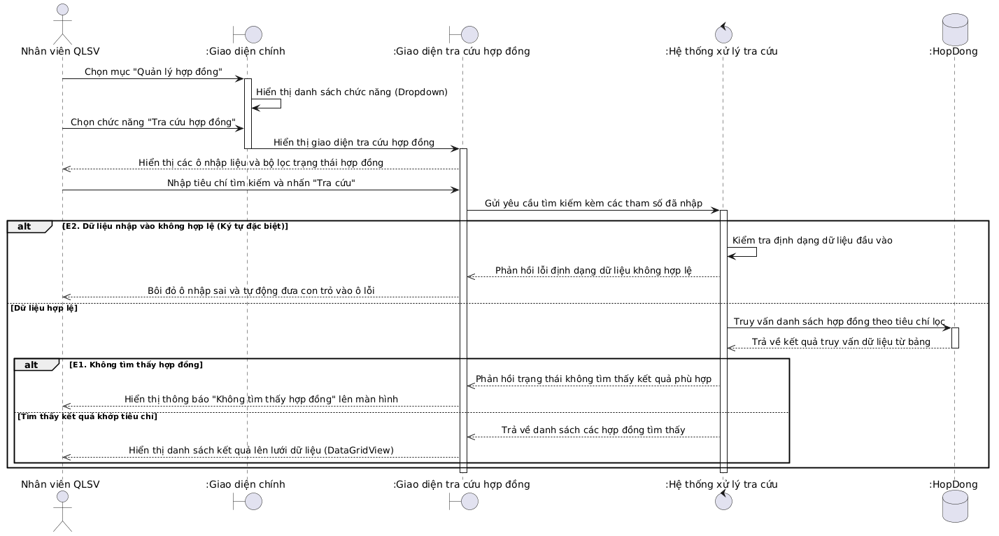 Nhân viên QLSV
:Giao diện chính
:Giao diện tra cứu hợp đồng
:Hệ thống xử lý tra cứu
:HopDong
Chọn mục "Quản lý hợp đồng"
Hiển thị danh sách chức năng (Dropdown)
Chọn chức năng "Tra cứu hợp đồng"
Hiển thị giao diện tra cứu hợp đồng
Hiển thị các ô nhập liệu và bộ lọc trạng thái hợp đồng
Nhập tiêu chí tìm kiếm và nhấn "Tra cứu"
Gửi yêu cầu tìm kiếm kèm các tham số đã nhập
alt [E2. Dữ liệu nhập vào không hợp lệ (Ký tự đặc biệt)]
Kiểm tra định dạng dữ liệu đầu vào
Phản hồi lỗi định dạng dữ liệu không hợp lệ
Bôi đỏ ô nhập sai và tự động đưa con trỏ vào ô lỗi
[Dữ liệu hợp lệ]
Truy vấn danh sách hợp đồng theo tiêu chí lọc
Trả về kết quả truy vấn dữ liệu từ bảng
alt [E1. Không tìm thấy hợp đồng]
Phản hồi trạng thái không tìm thấy kết quả phù hợp
Hiển thị thông báo "Không tìm thấy hợp đồng" lên màn hình
[Tìm thấy kết quả khớp tiêu chí]
Trả về danh sách các hợp đồng tìm thấy
Hiển thị danh sách kết quả lên lưới dữ liệu (DataGridView)
Nhân viên QLSV
:Giao diện chính
:Giao diện tra cứu hợp đồng
:Hệ thống xử lý tra cứu
:HopDong